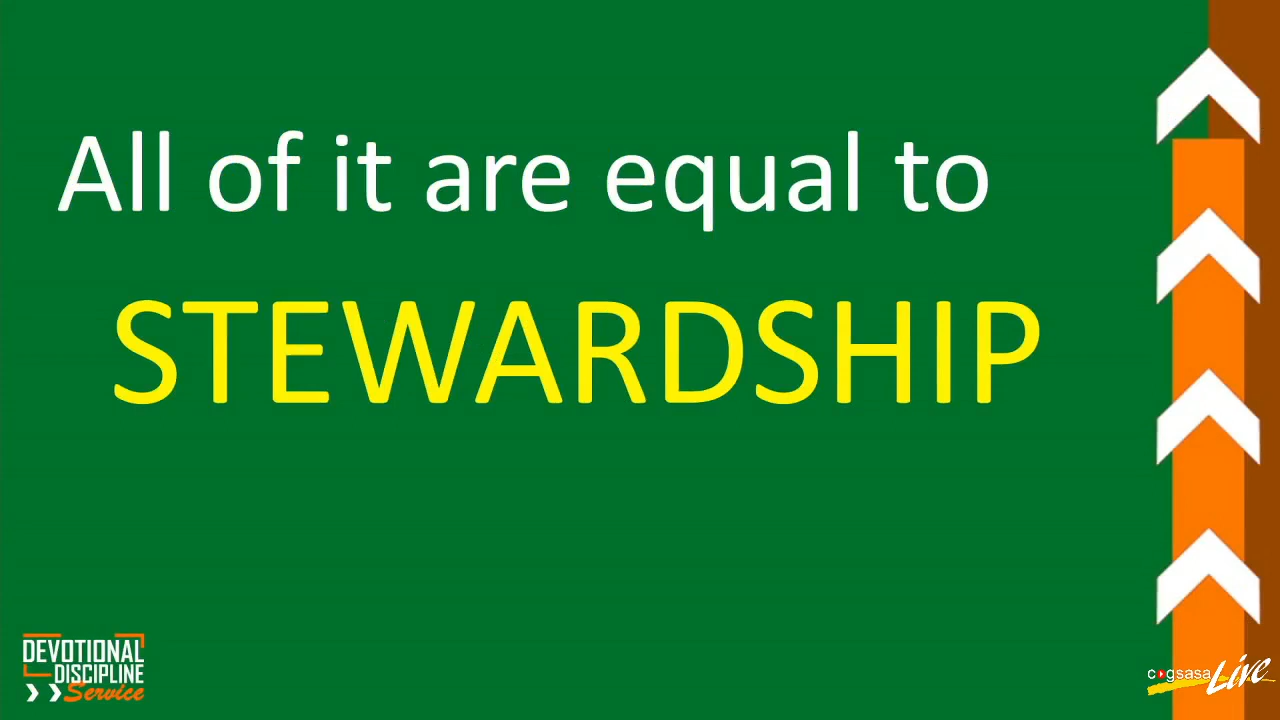 All of it are equal to
STEWARDSHIP
DEVOTIONAL
DISCIPLINE
Service
cogsasa Live